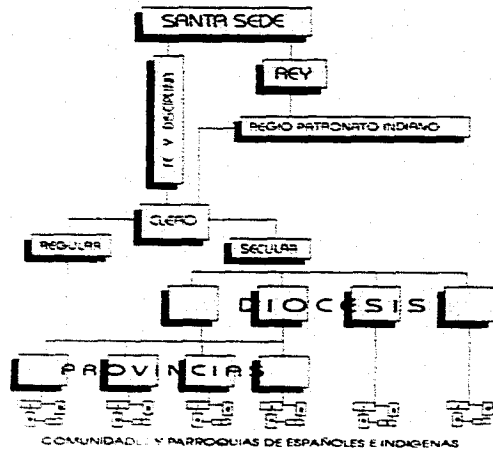 SANTA SEDE
REY
FE Y DISCIPLINA
REGIO PATRONATO INDIANO
CLERO
REGULAR
SECULAR
DIOCESIS
PROVINCIAS
COMUNIDADES Y PARROQUIAS DE ESPAÑOLES E INDIGENAS